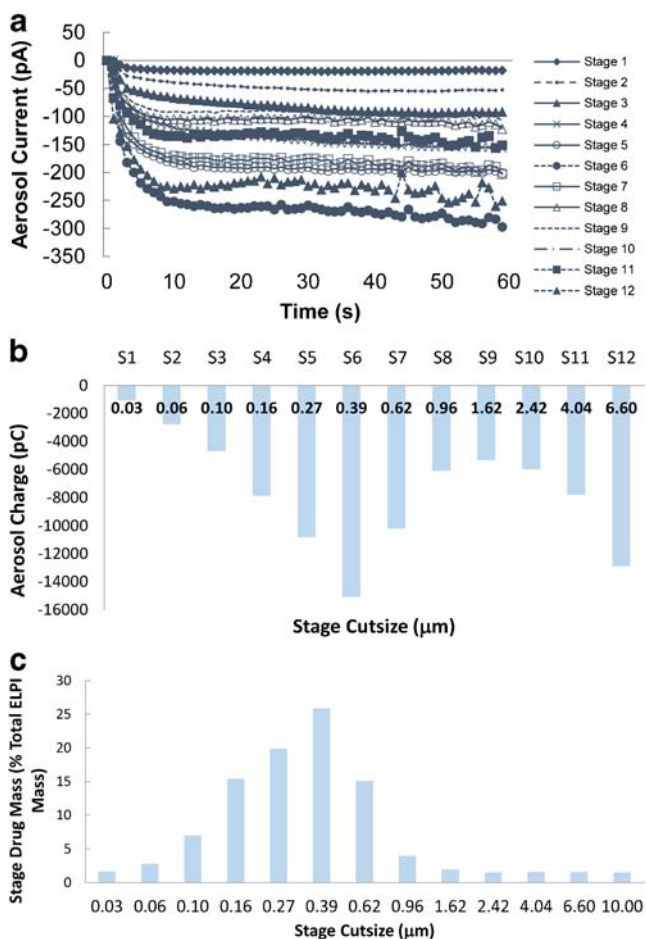 a
Aerosol Current (pA)
50
0
-50
-100
-150
-200
-250
-300
-350
0 10 20 30 40 50 60
Time (s)
Stage 1
Stage 2
Stage 3
Stage 4
Stage 5
Stage 6
Stage 7
Stage 8
Stage 9
Stage 10
Stage 11
Stage 12
b
S1 S2 S3 S4 S5 S6 S7 S8 S9 S10 S11 S12
Aerosol Charge (pC)
0
-2000
-4000
-6000
-8000
-10000
-12000
-14000
-16000
0.03 0.06 0.10 0.16 0.27 0.39 0.62 0.96 1.62 2.42 4.04 6.60
Stage Cutsize (µm)
c
Stage Drug Mass (% Total ELPI
Mass)
30
25
20
15
10
5
0
0.03 0.06 0.10 0.16 0.27 0.39 0.62 0.96 1.62 2.42 4.04 6.60 10.00
Stage Cutsize (µm)